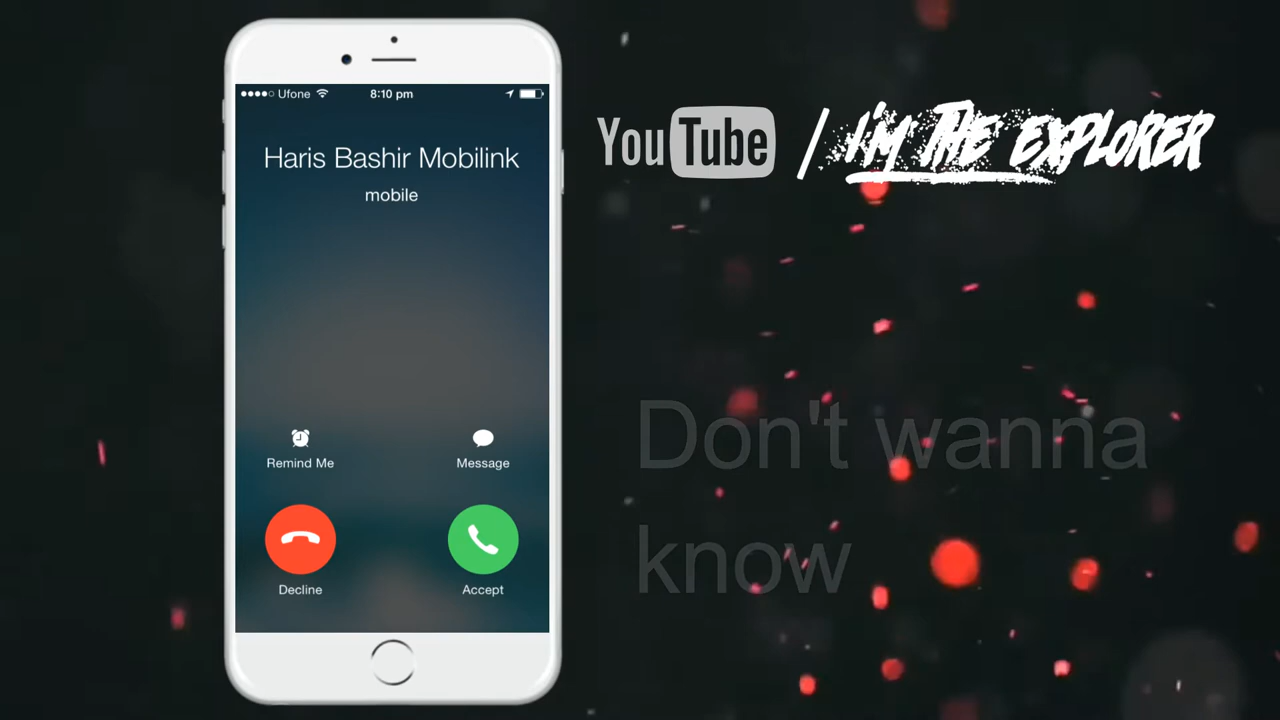 Ufone 8:10 pm
Haris Bashir Mobilink
mobile
Remind Me Message
Decline Accept
YouTube / I'M THE EXPLORER
Don't wanna
know